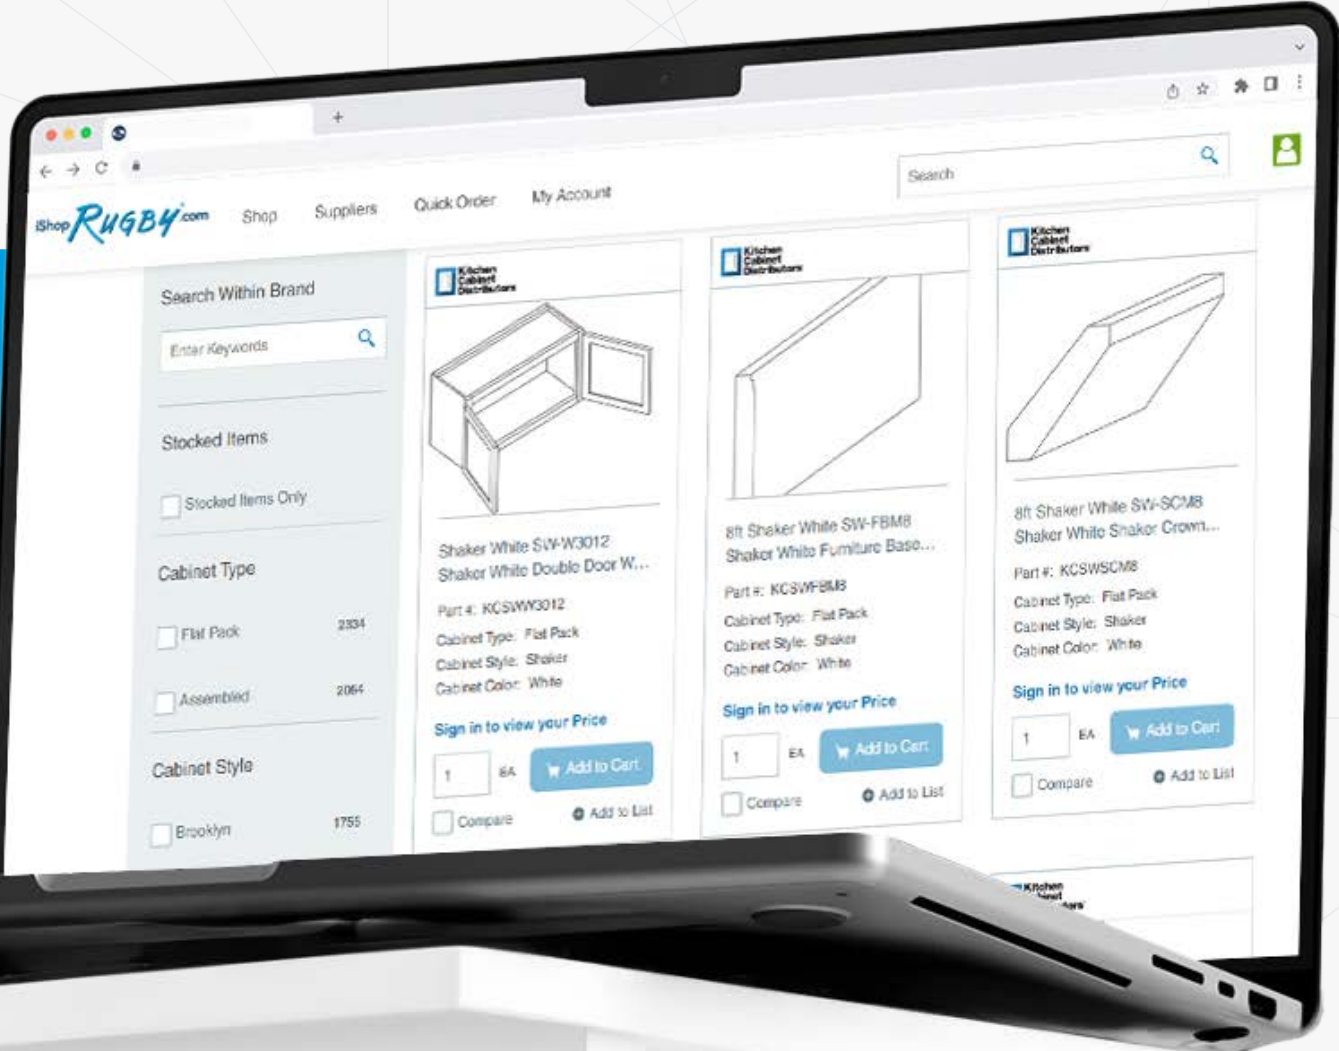 iShop RUGBY.com
Shop
Suppliers
Quick Order
My Account
Search
Search Within Brand
Enter Keywords
Stocked Items
Stocked Items Only
Cabinet Type
Flat Pack 2334
Assembled 2064
Cabinet Style
Brooklyn 1755
Kitchen
Cabinet
Distributors
Shaker White SW-W3012
Shaker White Double Door W...
Part #: KCSWW3012
Cabinet Type: Flat Pack
Cabinet Style: Shaker
Cabinet Color: White
Sign in to view your Price
1 EA Add to Cart
Compare Add to List
Kitchen
Cabinet
Distributors
8ft Shaker White SW-FBM8
Shaker White Furniture Base...
Part #: KCSWFBM8
Cabinet Type: Flat Pack
Cabinet Style: Shaker
Cabinet Color: White
Sign in to view your Price
1 EA Add to Cart
Compare Add to List
Kitchen
Cabinet
Distributors
8ft Shaker White SW-SCM8
Shaker White Shaker Crown...
Part #: KCSWSCM8
Cabinet Type: Flat Pack
Cabinet Style: Shaker
Cabinet Color: White
Sign in to view your Price
1 EA Add to Cart
Compare Add to List
Kitchen